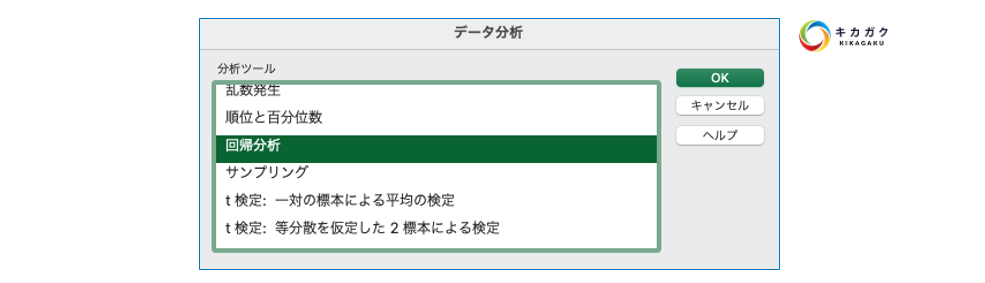 データ分析
キカガク
KIKAGAKU
分析ツール
乱数発生
順位と百分位数
回帰分析
サンプリング
t 検定: 一対の標本による平均の検定
t 検定: 等分散を仮定した 2 標本による検定
OK
キャンセル
ヘルプ